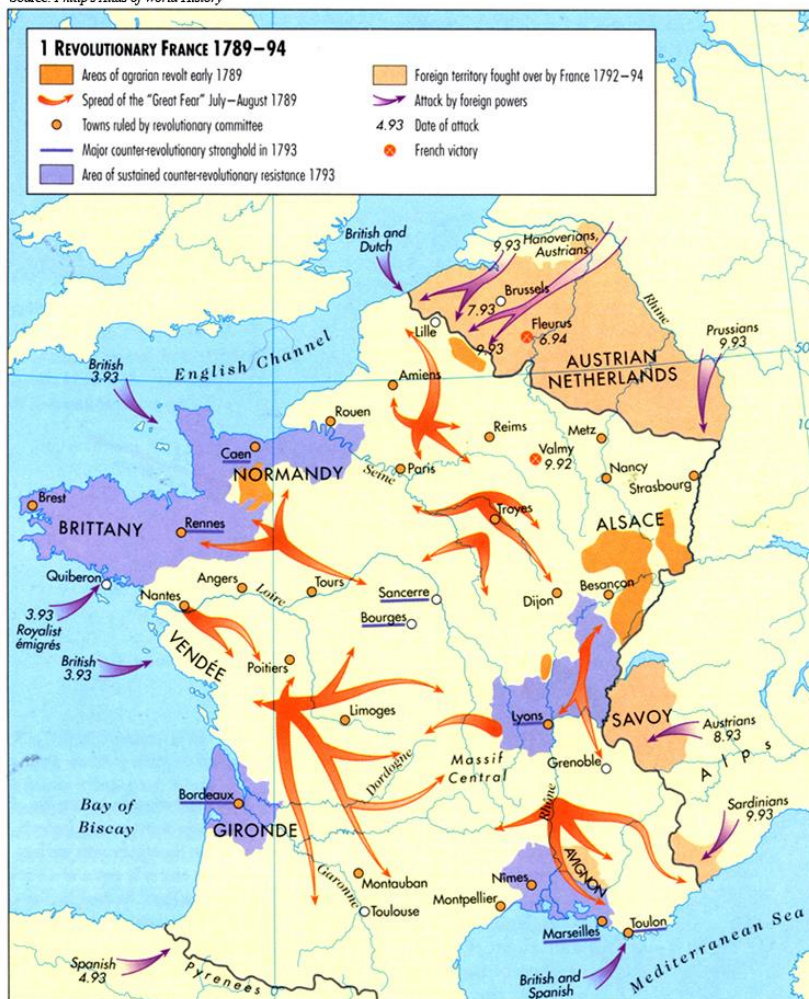 Source: Philip's Atlas of World History
1 REVOLUTIONARY FRANCE 1789–94
Areas of agrarian revolt early 1789
Spread of the "Great Fear" July–August 1789
Towns ruled by revolutionary committee
Major counter-revolutionary stronghold in 1793
Area of sustained counter-revolutionary resistance 1793
Foreign territory fought over by France 1792–94
Attack by foreign powers
4.93 Date of attack
French victory
British and
Dutch
9.93 Hanoverians,
Austrians
Brussels
7.93
Rhine
Lille
Fleurus
6.94
Prussians
9.93
9.93
English Channel
50
AUSTRIAN
NETHERLANDS
British
3.93
Amiens
Rouen
10
Reims
Metz
Caen
Valmy
9.92
NORMANDY
Seine
Paris
Nancy
Strasbourg
Brest
Troyes
BRITTANY
Rennes
ALSACE
Quiberon
Angers
Loire
Tours
Sancerre
Dijon
Besançon
Nantes
3.93
Royalist
émigrés
Bourges
VENDÉE
British
3.93
Poitiers
Limoges
Lyons
SAVOY
Austrians
8.93
Massif
Central
Dordogne
Grenoble
Alps
Bay of
Biscay
Bordeaux
Rhône
Sardinians
9.93
GIRONDE
AVIGNON
Garonne
Montauban
Nîmes
Toulouse
Montpellier
Marseilles
Toulon
Spanish
4.93
Pyrenees
British and
Spanish
Mediterranean Sea